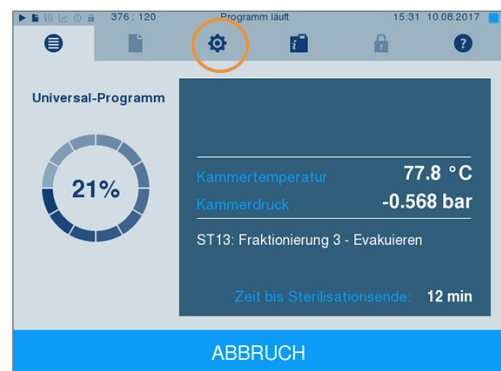 376 : 120 Programm läuft 15:31 10.08.2017
Universal-Programm
21%
Kammertemperatur 77.8 °C
Kammerdruck -0.568 bar
ST13: Fraktionierung 3 - Evakuieren
Zeit bis Sterilisationsende: 12 min
ABBRUCH